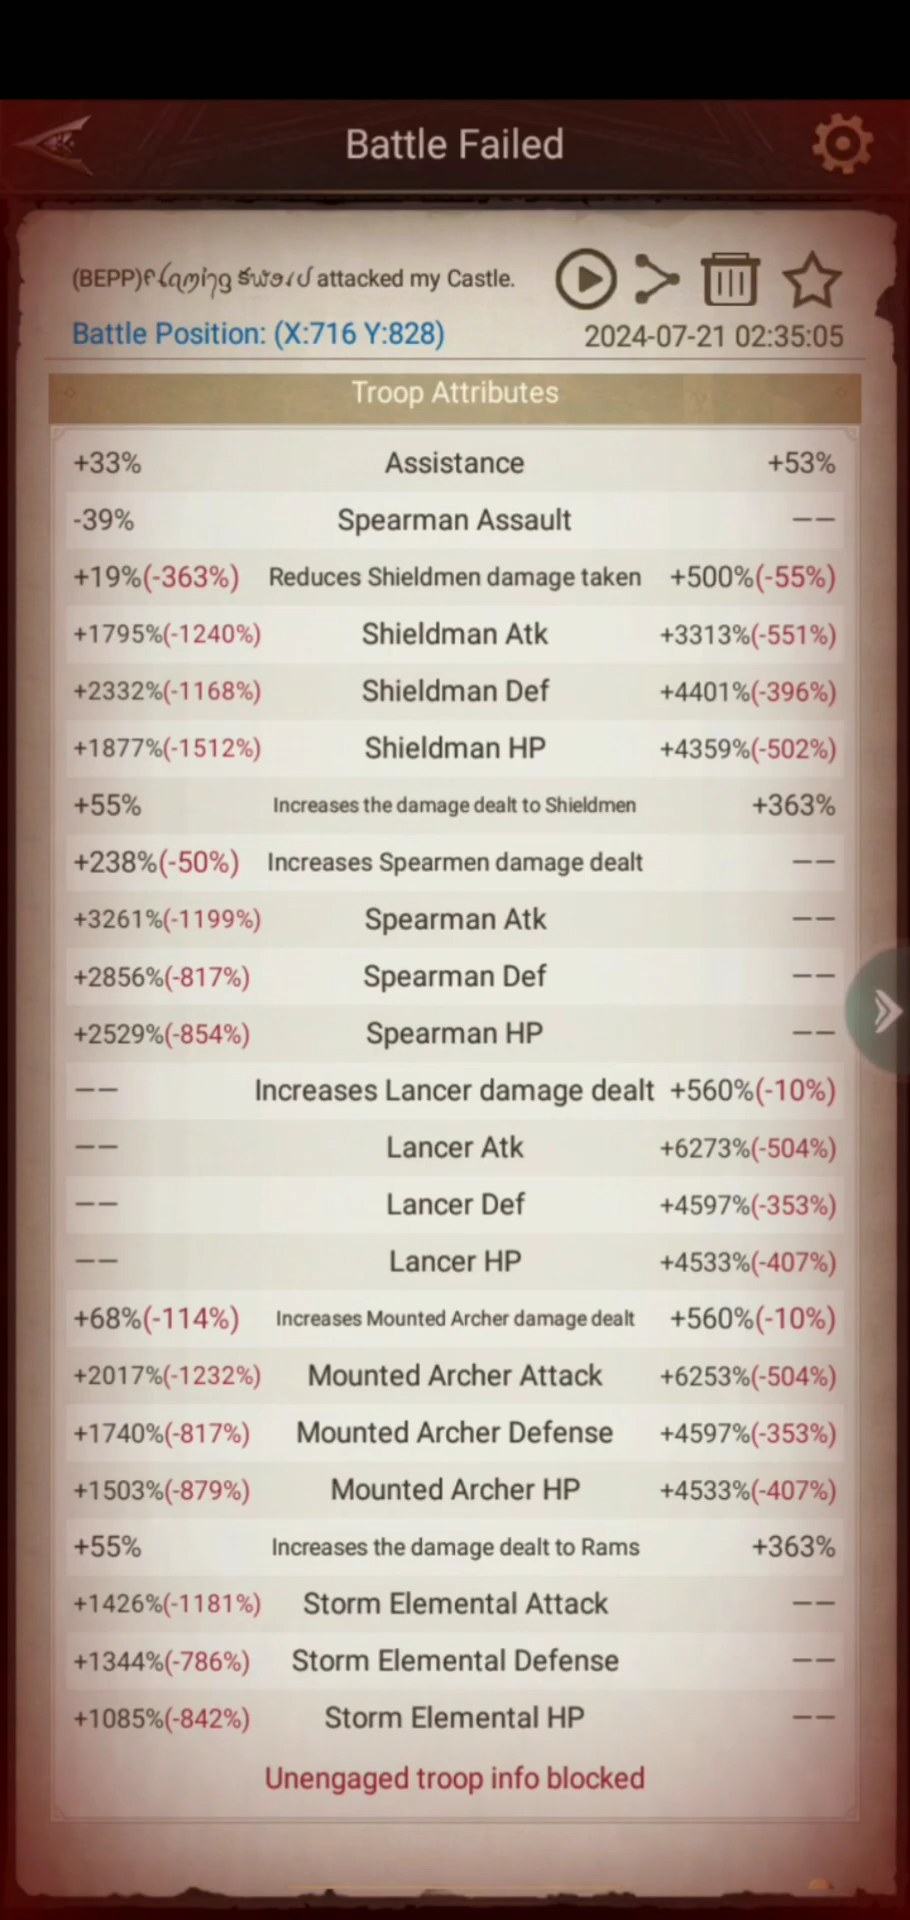 Battle Failed
(BEPP) attacked my Castle.
Battle Position: (X:716 Y:828) 2024-07-21 02:35:05
Troop Attributes
+33% Assistance +53%
-39% Spearman Assault --
+19%(-363%) Reduces Shieldmen damage taken +500%(-55%)
+1795%(-1240%) Shieldman Atk +3313%(-551%)
+2332%(-1168%) Shieldman Def +4401%(-396%)
+1877%(-1512%) Shieldman HP +4359%(-502%)
+55% Increases the damage dealt to Shieldmen +363%
+238%(-50%) Increases Spearmen damage dealt --
+3261%(-1199%) Spearman Atk --
+2856%(-817%) Spearman Def --
+2529%(-854%) Spearman HP --
-- Increases Lancer damage dealt +560%(-10%)
-- Lancer Atk +6273%(-504%)
-- Lancer Def +4597%(-353%)
-- Lancer HP +4533%(-407%)
+68%(-114%) Increases Mounted Archer damage dealt +560%(-10%)
+2017%(-1232%) Mounted Archer Attack +6253%(-504%)
+1740%(-817%) Mounted Archer Defense +4597%(-353%)
+1503%(-879%) Mounted Archer HP +4533%(-407%)
+55% Increases the damage dealt to Rams +363%
+1426%(-1181%) Storm Elemental Attack --
+1344%(-786%) Storm Elemental Defense --
+1085%(-842%) Storm Elemental HP --
Unengaged troop info blocked